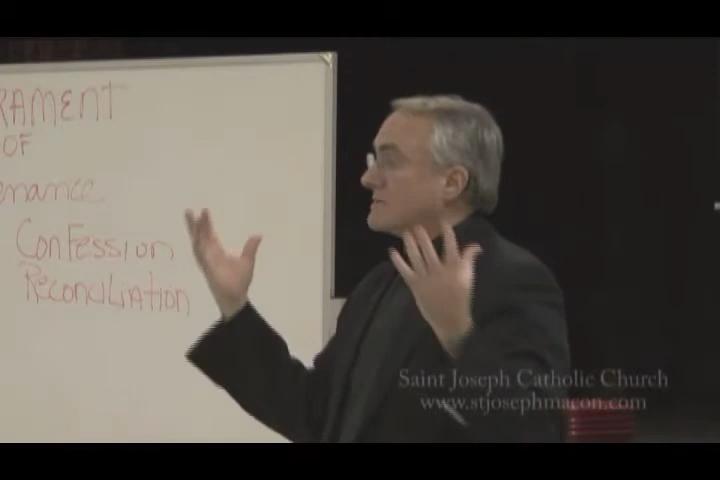 RAMENT
OF
enance
Confession
Reconciliation
Saint Joseph Catholic Church
www.stjosephmacon.com